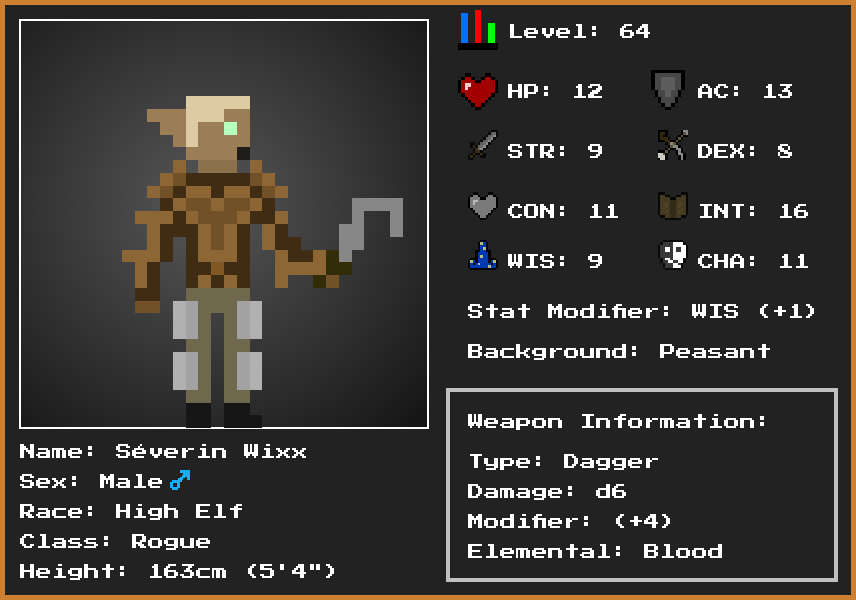 Level: 64
HP: 12
AC: 13
STR: 9
DEX: 8
CON: 11
INT: 16
WIS: 9
CHA: 11
Stat Modifier: WIS (+1)
Background: Peasant
Weapon Information:
Type: Dagger
Damage: d6
Modifier: (+4)
Elemental: Blood
Name: Séverin Wixx
Sex: Male♂
Race: High Elf
Class: Rogue
Height: 163cm (5'4")